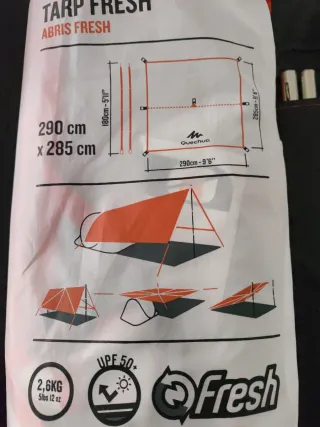 TARP FRESH
ABRIS FRESH
180cm - 5'11"
285cm - 9'4"
290 cm
x 285 cm
Quechua
290cm - 9'6"
2,6KG
5lbs 12 oz
UPF 50+
Fresh